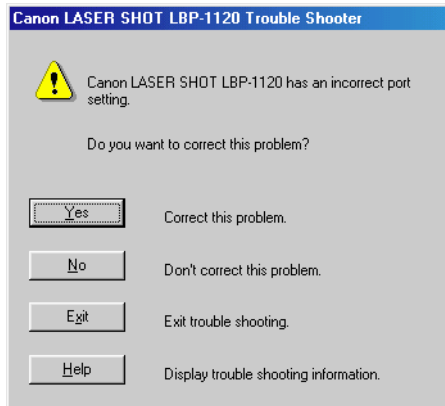 Canon LASER SHOT LBP-1120 Trouble Shooter
Canon LASER SHOT LBP-1120 has an incorrect port
setting.
Do you want to correct this problem?
Yes Correct this problem.
No Don't correct this problem.
Exit Exit trouble shooting.
Help Display trouble shooting information.